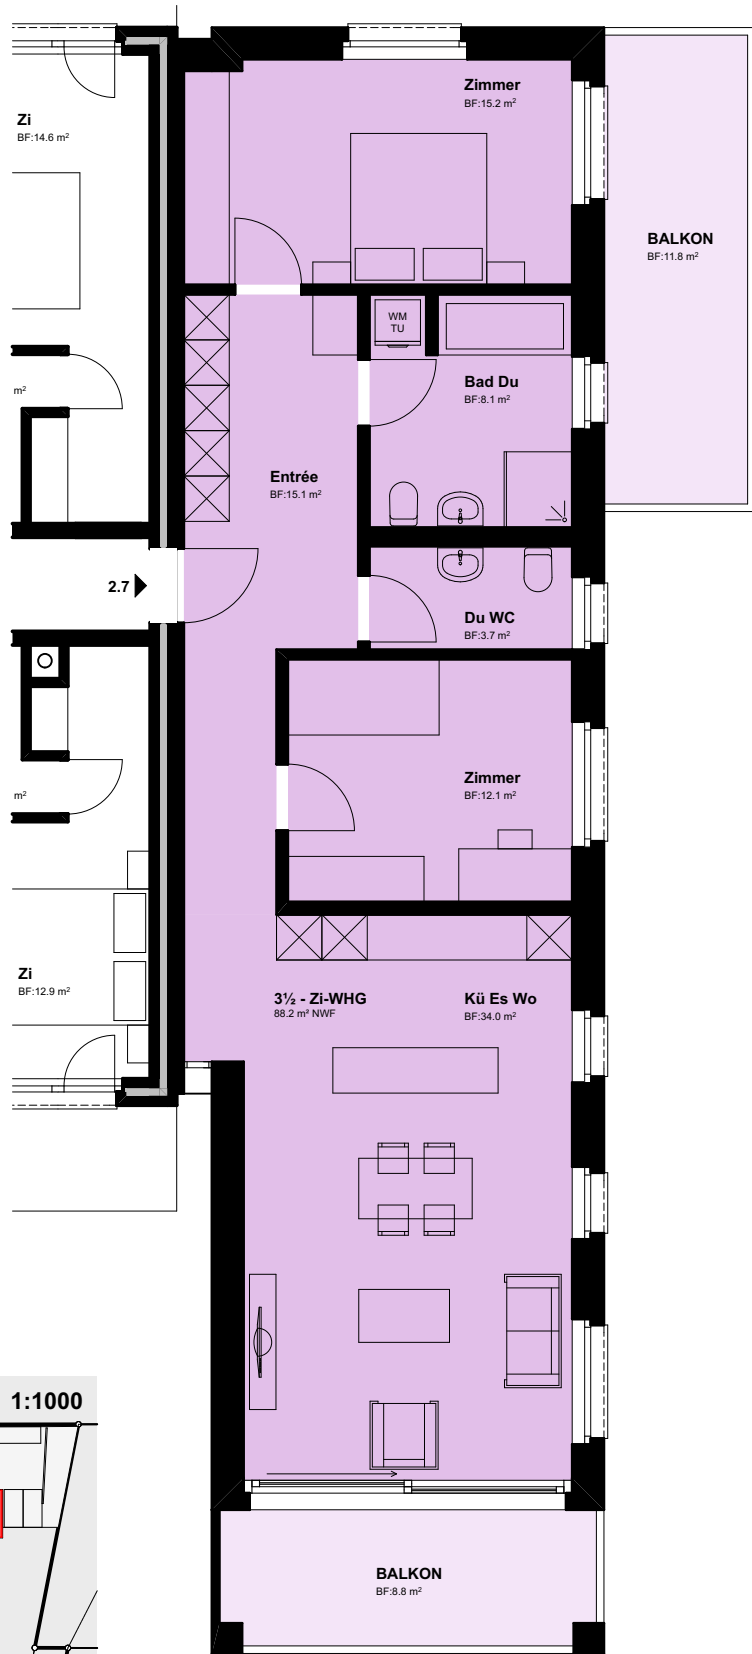 Zimmer
BF:15.2 m²
Zi
BF:14.6 m²
BALKON
BF:11.8 m²
WM
TU
m²
Bad Du
BF:8.1 m²
Entrée
BF:15.1 m²
2.7
Du WC
BF:3.7 m²
Zimmer
BF:12.1 m²
m²
Zi
BF:12.9 m²
3½ - Zi-WHG
88.2 m² NWF
Kü Es Wo
BF:34.0 m²
1:1000
BALKON
BF:8.8 m²